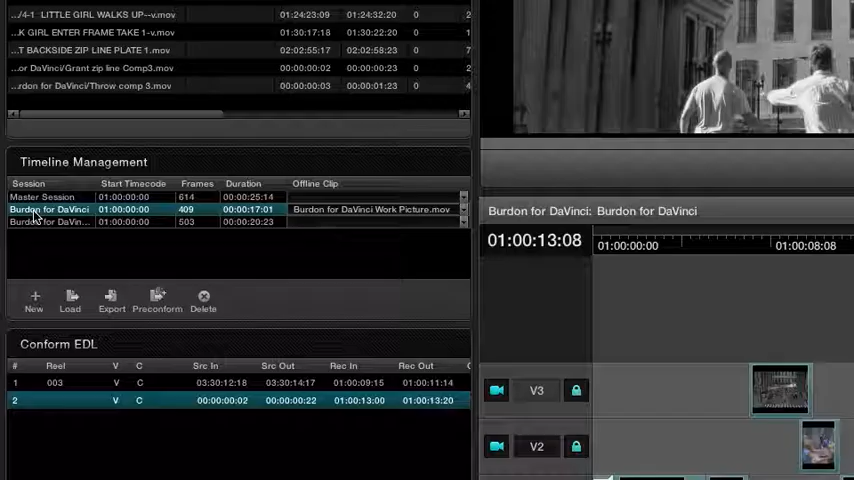 .../4-1 LITTLE GIRL WALKS UP--v.mov 01:24:23:09 01:24:32:20 0 2
...K GIRL ENTER FRAME TAKE 1-v.mov 01:30:17:18 01:30:22:20 0 1
...T BACKSIDE ZIP LINE PLATE 1.mov 02:02:55:17 02:02:58:23 0 7
...or DaVinci/Grant zip line Comp3.mov 00:00:00:02 00:00:00:23 0 2
...rdon for DaVinci/Throw comp 3.mov 00:00:00:03 00:00:01:23 0 4
Timeline Management
Session Start Timecode Frames Duration Offline Clip
Master Session 01:00:00:00 614 00:00:25:14
Burdon for DaVinci 01:00:00:00 409 00:00:17:01 Burdon for DaVinci Work Picture.mov
Burdon for DaVin... 01:00:00:00 503 00:00:20:23
New Load Export Preconform Delete
Conform EDL
# Reel V C Src In Src Out Rec In Rec Out
1 003 V C 03:30:12:18 03:30:14:17 01:00:09:15 01:00:11:14
2 V C 00:00:00:02 00:00:00:22 01:00:13:00 01:00:13:20
Burdon for DaVinci: Burdon for DaVinci
01:00:13:08 01:00:00:00 01:00:08:08
V3
V2